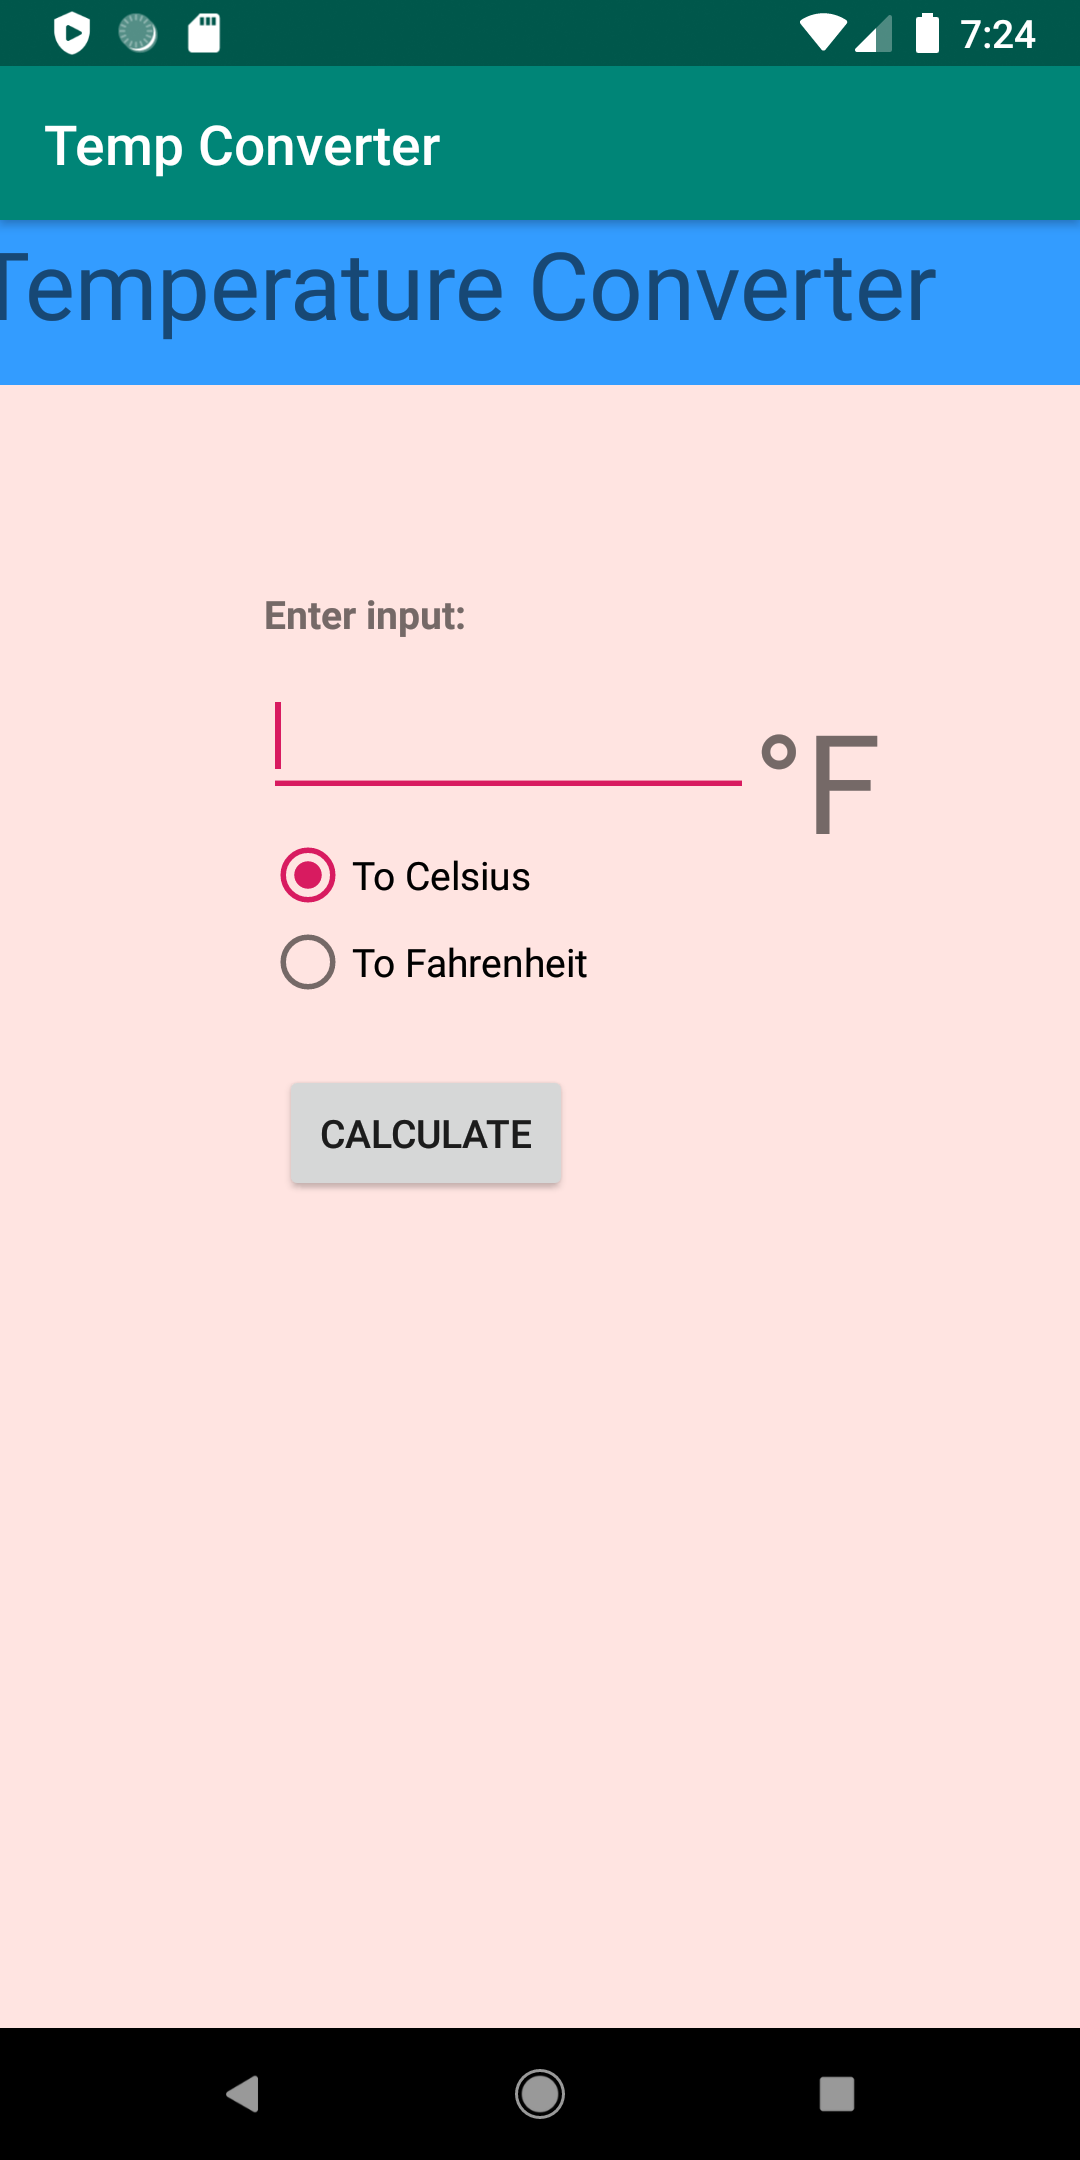 7:24
Temp Converter
Temperature Converter
Enter input:
°F
To Celsius
To Fahrenheit
CALCULATE